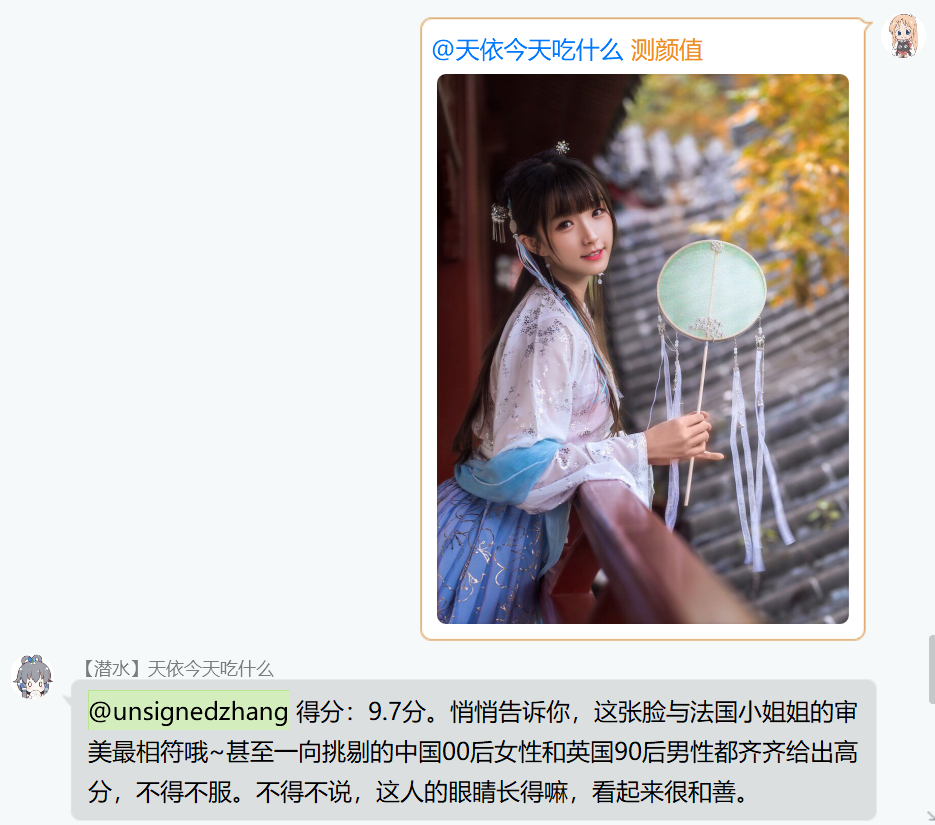 @天依今天吃什么 测颜值
【潜水】天依今天吃什么
@unsignedzhang 得分：9.7分。悄悄告诉你，这张脸与法国小姐姐的审
美最相符哦~甚至一向挑剔的中国00后女性和英国90后男性都齐齐给出高
分，不得不服。不得不说，这人的眼睛长得嘛，看起来很和善。